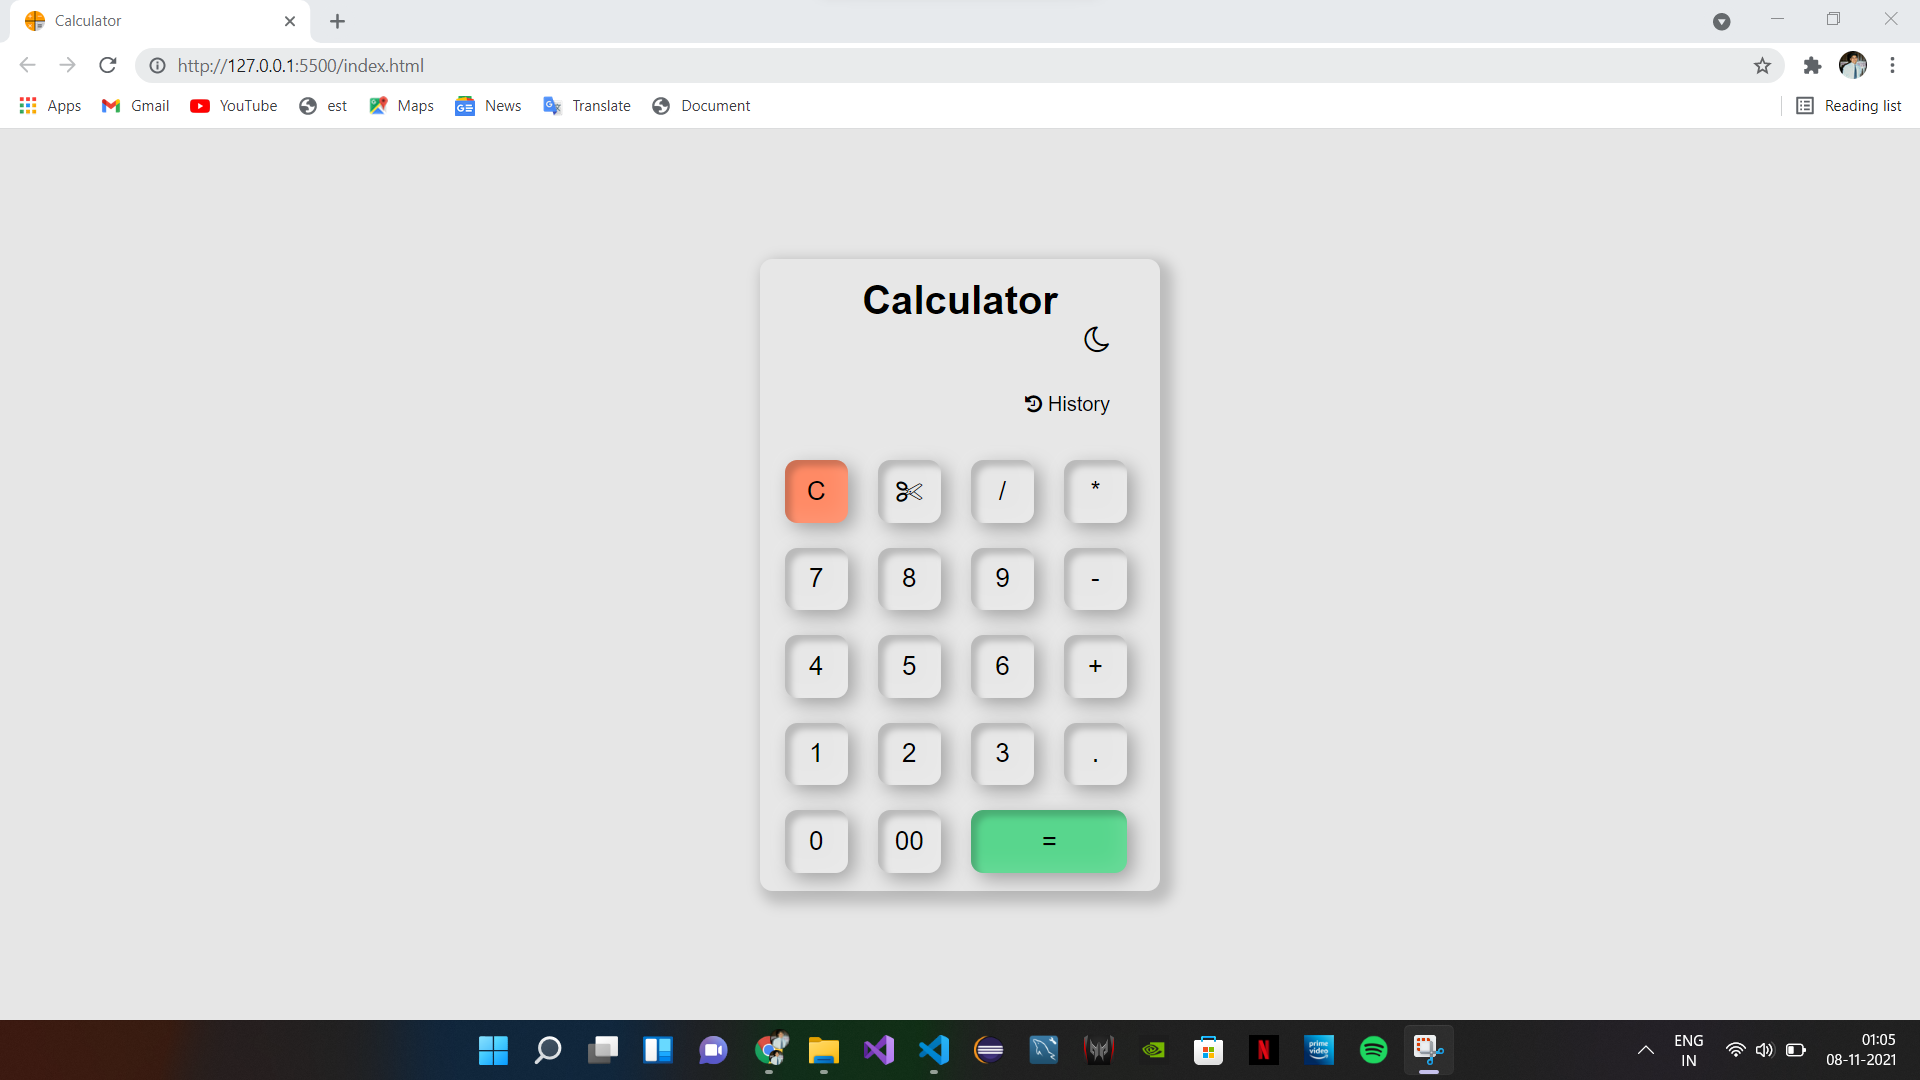 Calculator
http://127.0.0.1:5500/index.html
Apps Gmail YouTube est Maps News Translate Document Reading list
Calculator
History
C / *
7 8 9 -
4 5 6 +
1 2 3 .
0 00 =
prime video
ENG
IN
01:05
08-11-2021